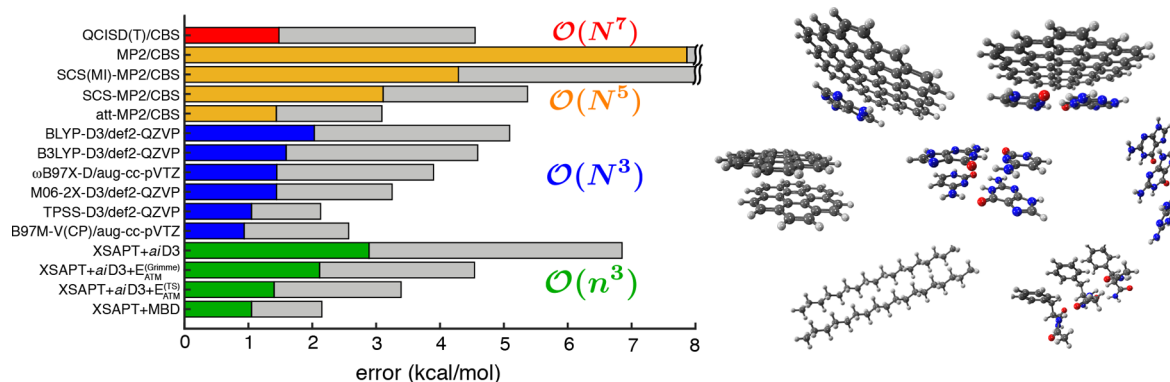 QCISD(T)/CBS
MP2/CBS
SCS(MI)-MP2/CBS
SCS-MP2/CBS
att-MP2/CBS
BLYP-D3/def2-QZVP
B3LYP-D3/def2-QZVP
ωB97X-D/aug-cc-pVTZ
M06-2X-D3/def2-QZVP
TPSS-D3/def2-QZVP
B97M-V(CP)/aug-cc-pVTZ
XSAPT+aiD3
XSAPT+aiD3+E(Grimme)ATM
XSAPT+aiD3+E(TS)ATM
XSAPT+MBD
O(N⁷)
O(N⁵)
O(N³)
O(n³)
0 1 2 3 4 5 6 7 8
error (kcal/mol)